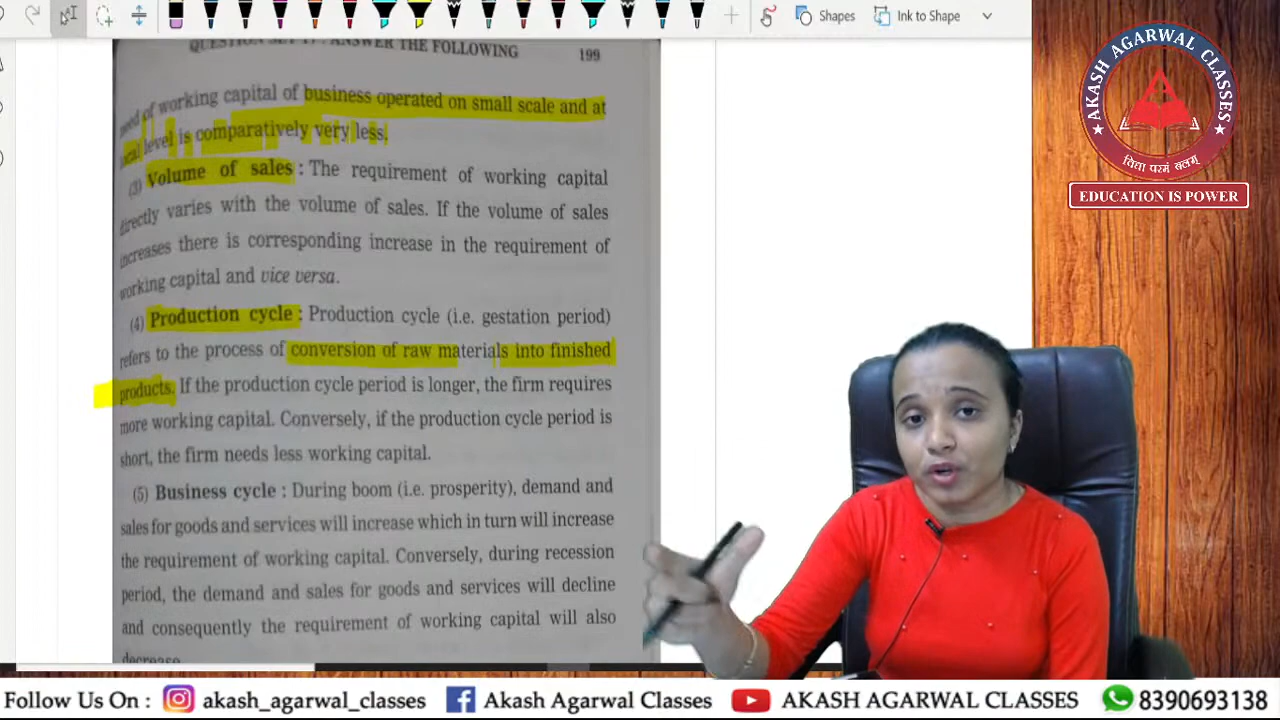 Shapes
Ink to Shape
QUESTION SET 17 : ANSWER THE FOLLOWING 199
need of working capital of business operated on small scale and at
local level is comparatively very less.
(3) Volume of sales : The requirement of working capital
directly varies with the volume of sales. If the volume of sales
increases there is corresponding increase in the requirement of
working capital and vice versa.
(4) Production cycle : Production cycle (i.e. gestation period)
refers to the process of conversion of raw materials into finished
products. If the production cycle period is longer, the firm requires
more working capital. Conversely, if the production cycle period is
short, the firm needs less working capital.
(5) Business cycle : During boom (i.e. prosperity), demand and
sales for goods and services will increase which in turn will increase
the requirement of working capital. Conversely, during recession
period, the demand and sales for goods and services will decline
and consequently the requirement of working capital will also
decrease.
AKASH AGARWAL CLASSES
विद्या परमं बलम्
EDUCATION IS POWER
Follow Us On : akash_agarwal_classes Akash Agarwal Classes AKASH AGARWAL CLASSES 8390693138